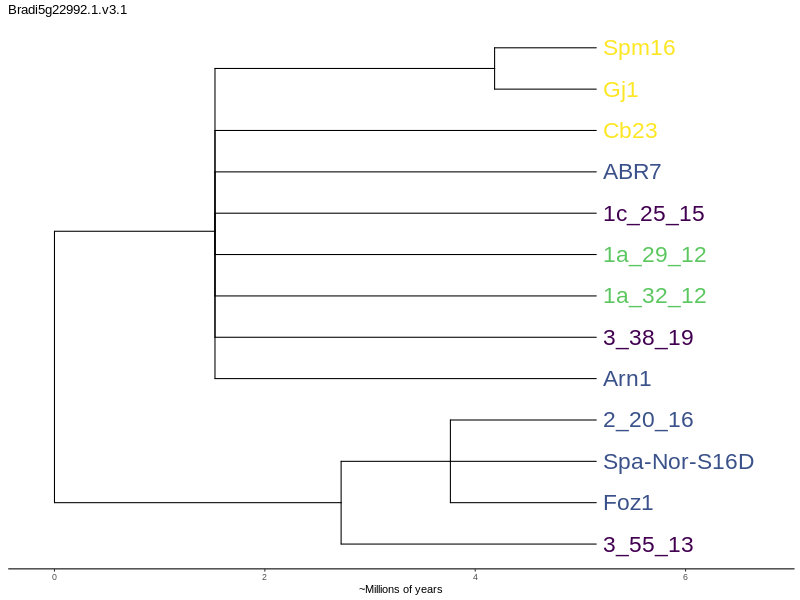 Bradi5g22992.1.v3.1
Spm16
Gj1
Cb23
ABR7
1c_25_15
1a_29_12
1a_32_12
3_38_19
Arn1
2_20_16
Spa-Nor-S16D
Foz1
3_55_13
0 2 4 6
~Millions of years